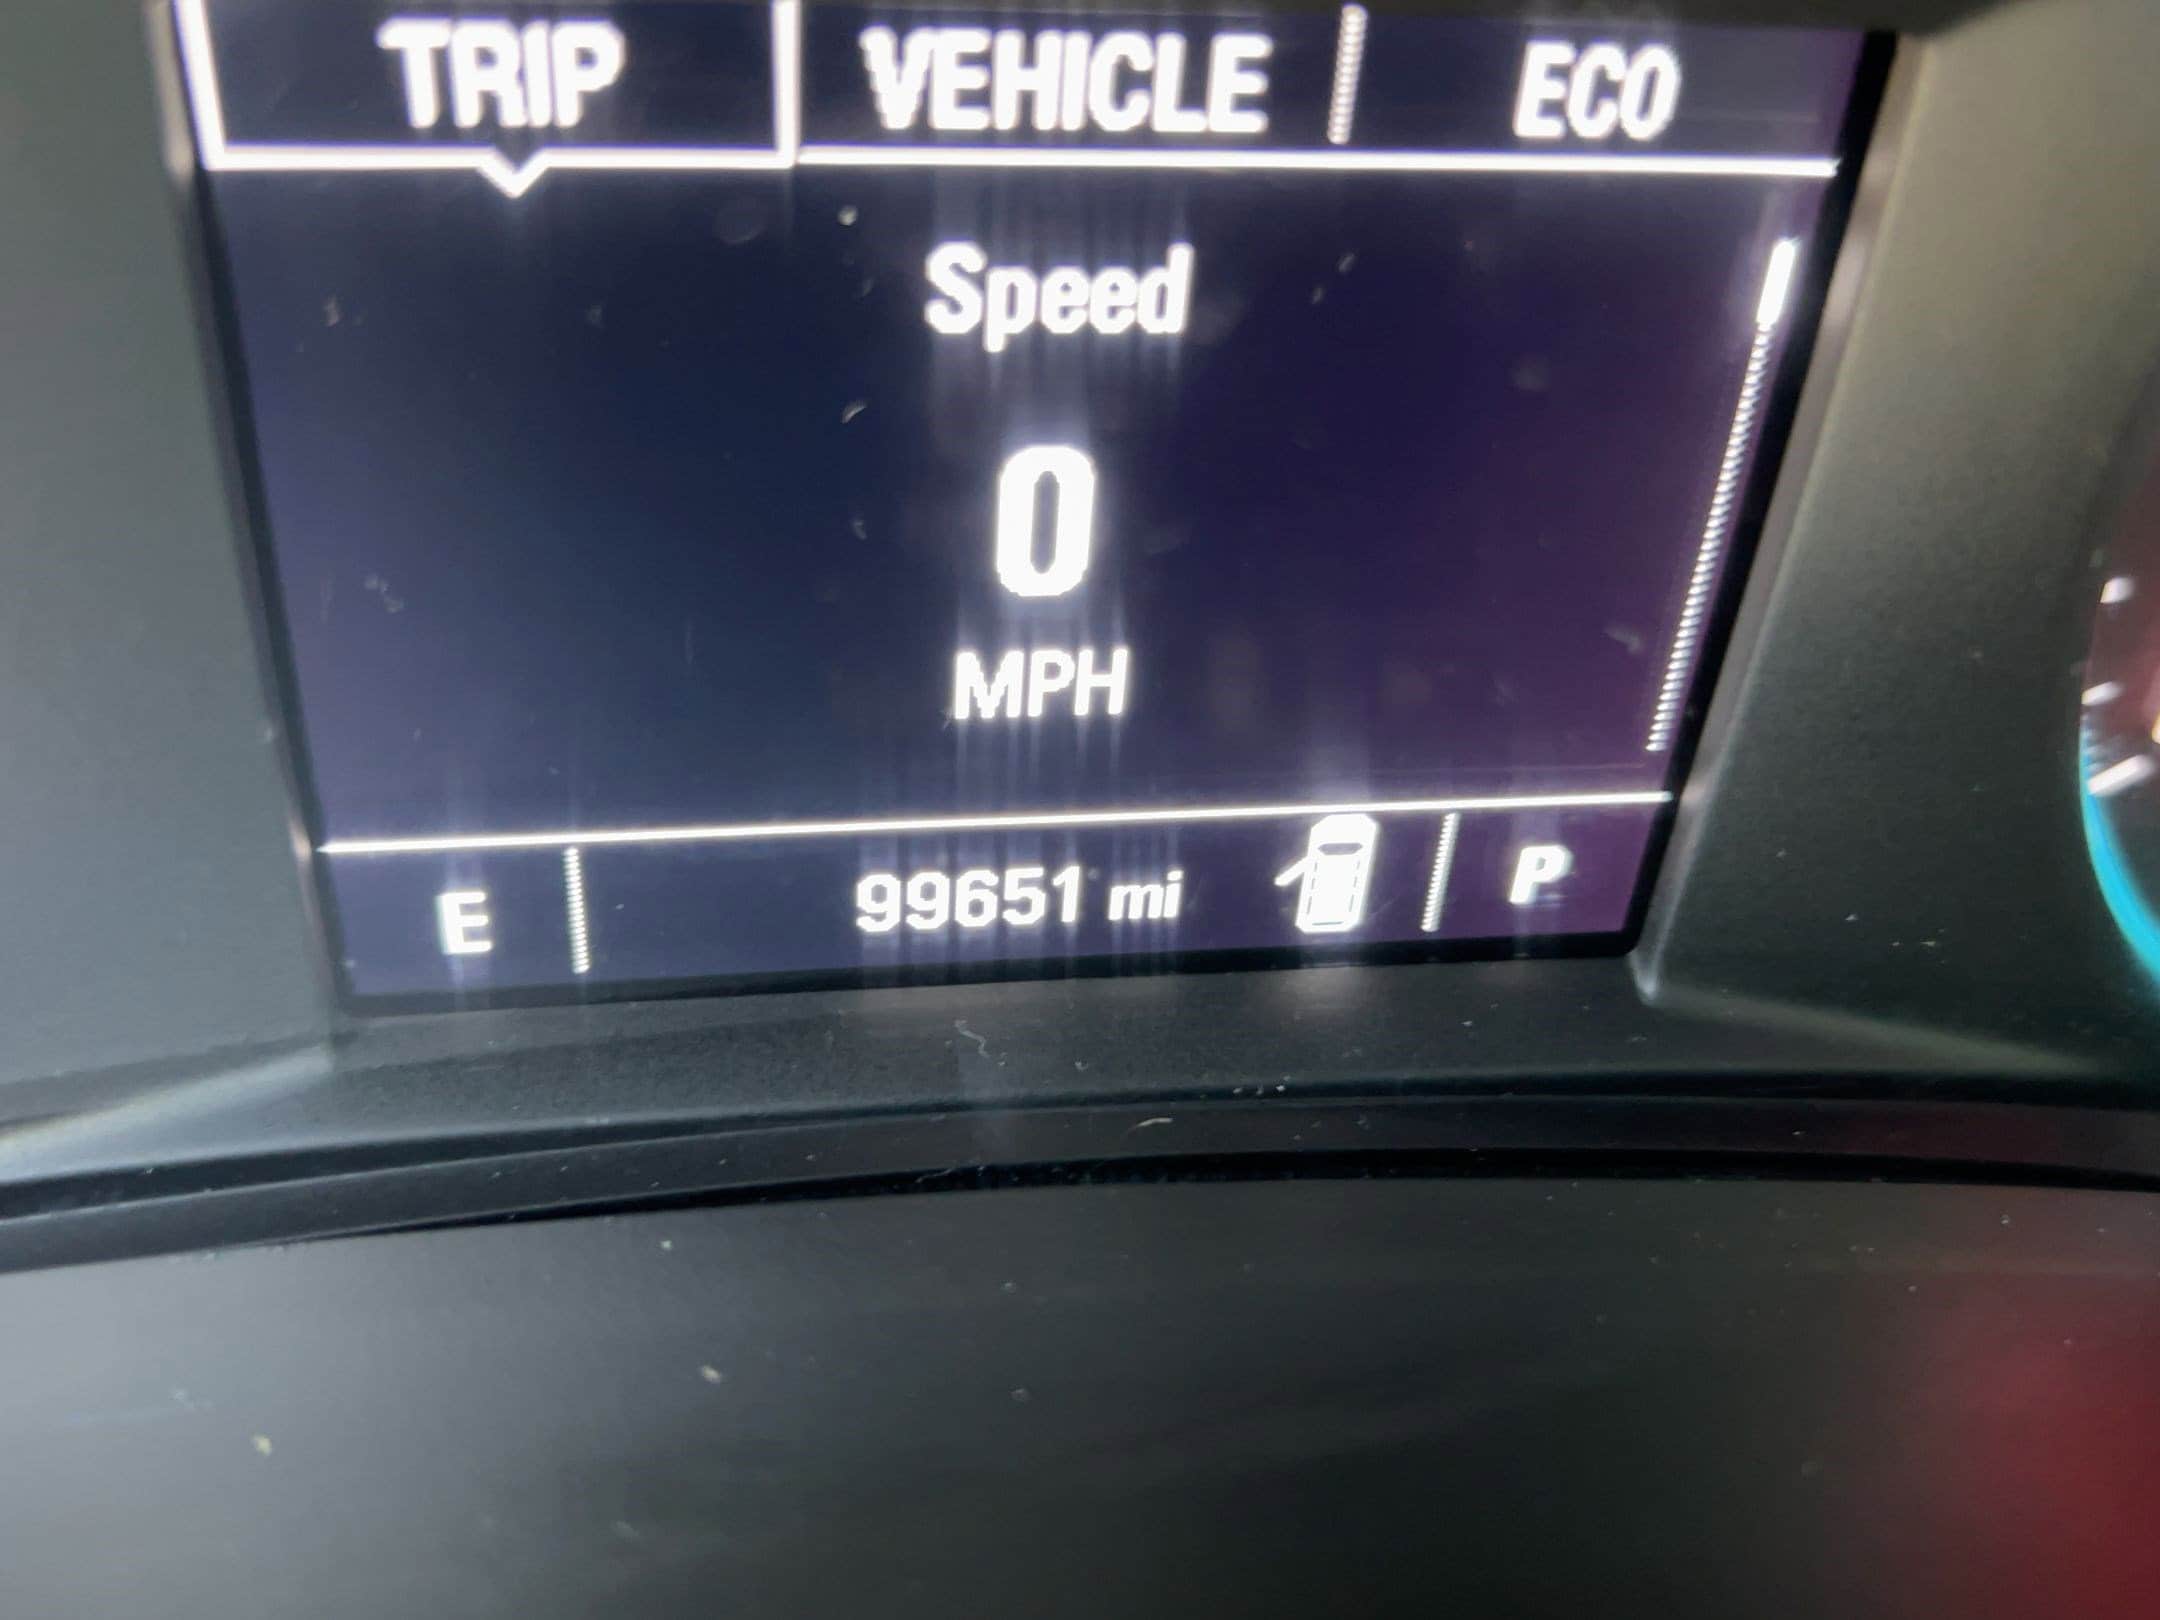 TRIP VEHICLE ECO
Speed
0
MPH
E 99651 mi P